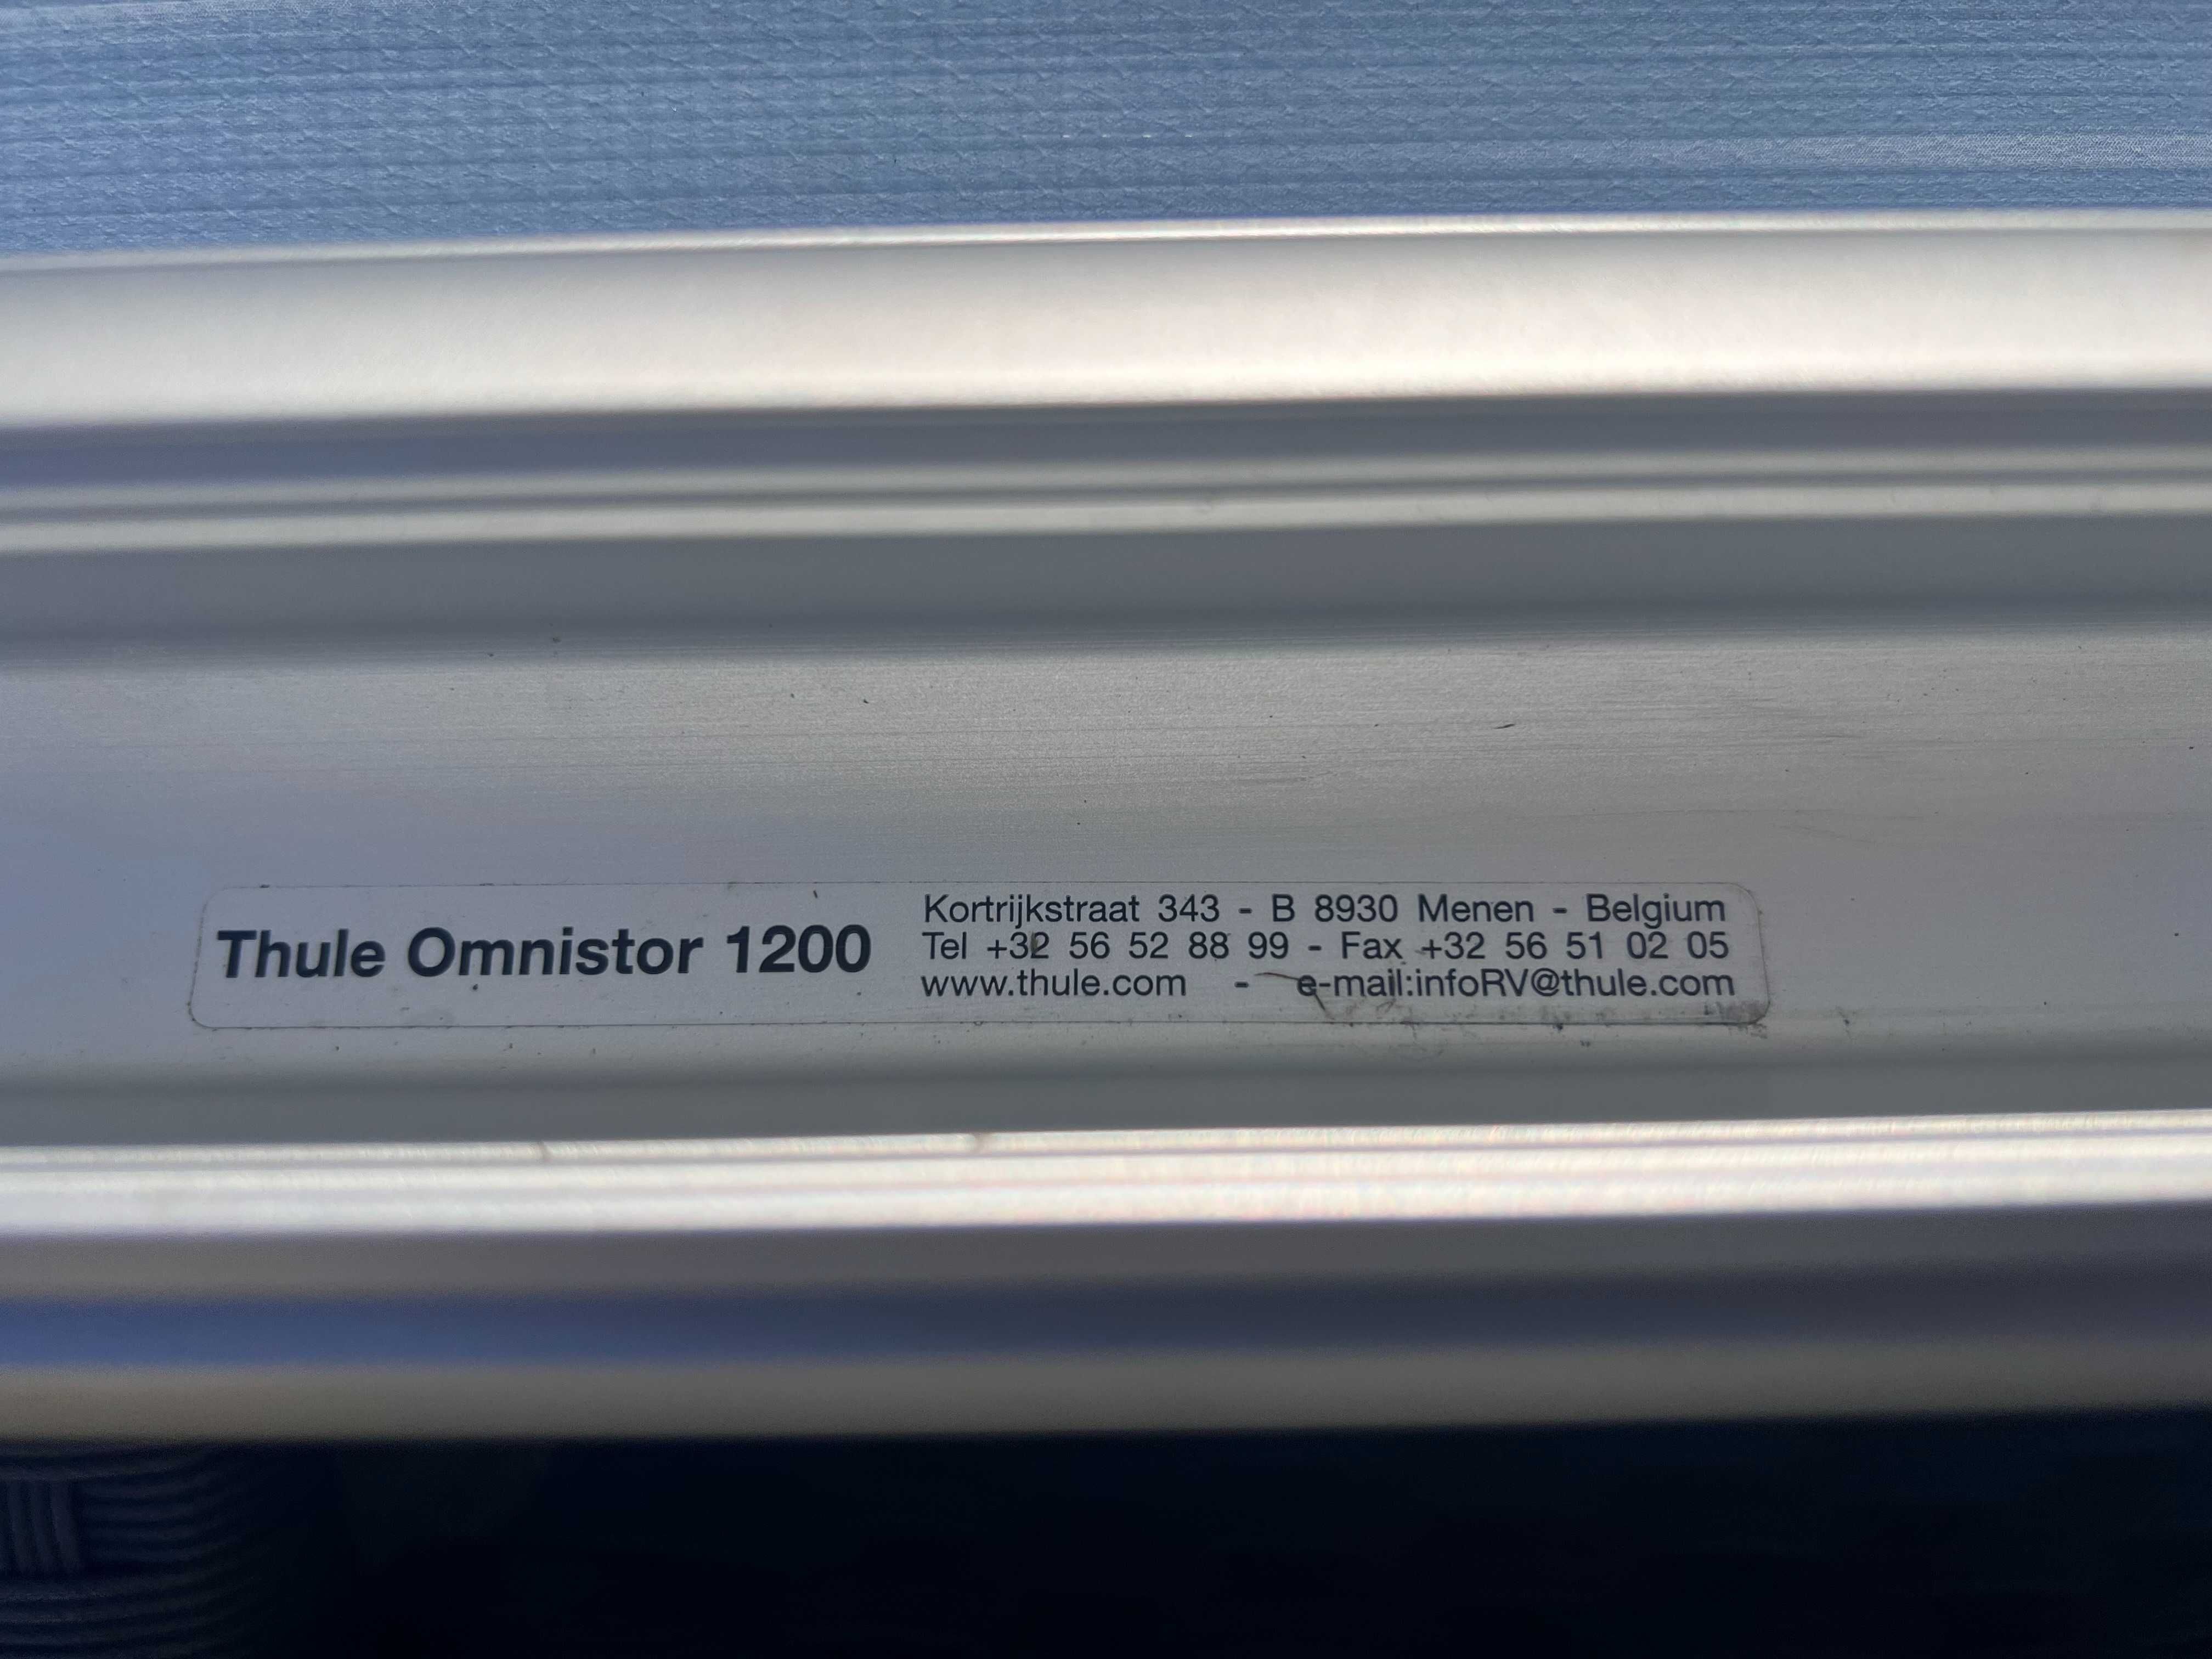 Thule Omnistor 1200
Kortrijkstraat 343 - B 8930 Menen - Belgium
Tel +32 56 52 88 99 - Fax +32 56 51 02 05
www.thule.com - e-mail:infoRV@thule.com